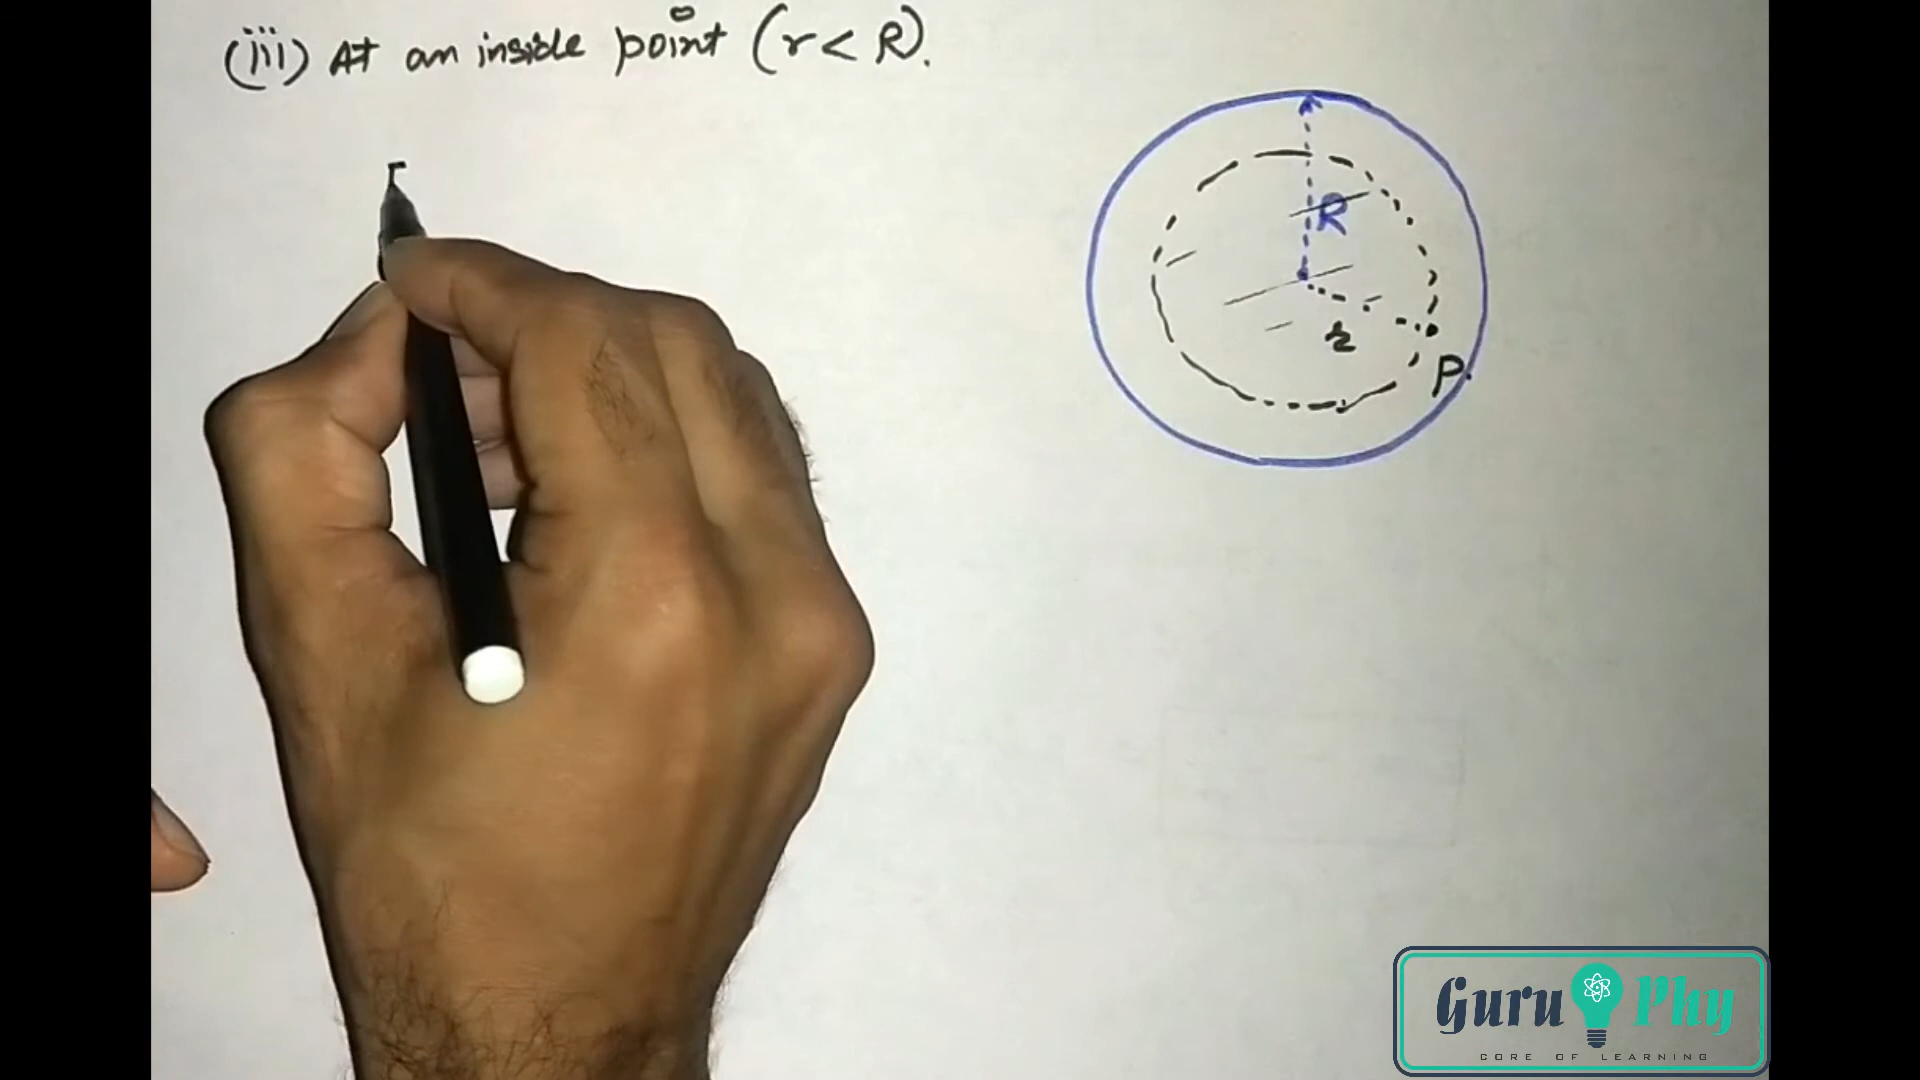 (iii) At an inside point (r < R).
R
r
P.
Guru Phy
CORE OF LEARNING